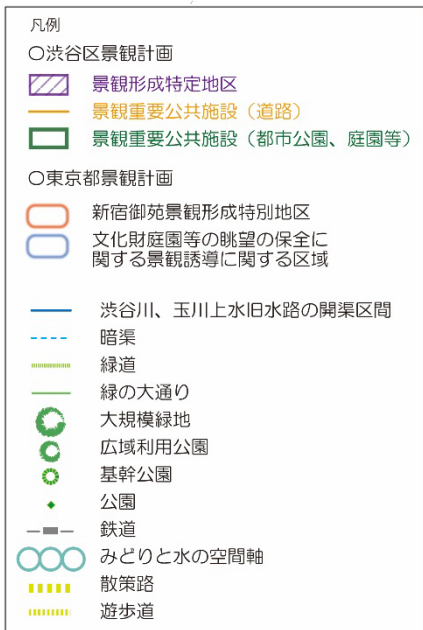 凡例
○渋谷区景観計画
景観形成特定地区
景観重要公共施設（道路）
景観重要公共施設（都市公園、庭園等）
○東京都景観計画
新宿御苑景観形成特別地区
文化財庭園等の眺望の保全に
関する景観誘導に関する区域
渋谷川、玉川上水旧水路の開渠区間
暗渠
緑道
緑の大通り
大規模緑地
広域利用公園
基幹公園
公園
鉄道
みどりと水の空間軸
散策路
遊歩道